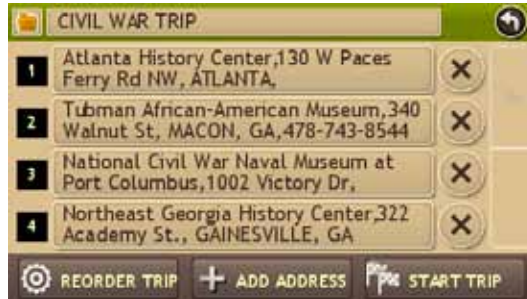 CIVIL WAR TRIP
1
Atlanta History Center,130 W Paces
Ferry Rd NW, ATLANTA,
2
Tubman African-American Museum,340
Walnut St, MACON, GA,478-743-8544
3
National Civil War Naval Museum at
Port Columbus,1002 Victory Dr,
4
Northeast Georgia History Center,322
Academy St., GAINESVILLE, GA
REORDER TRIP
ADD ADDRESS
START TRIP